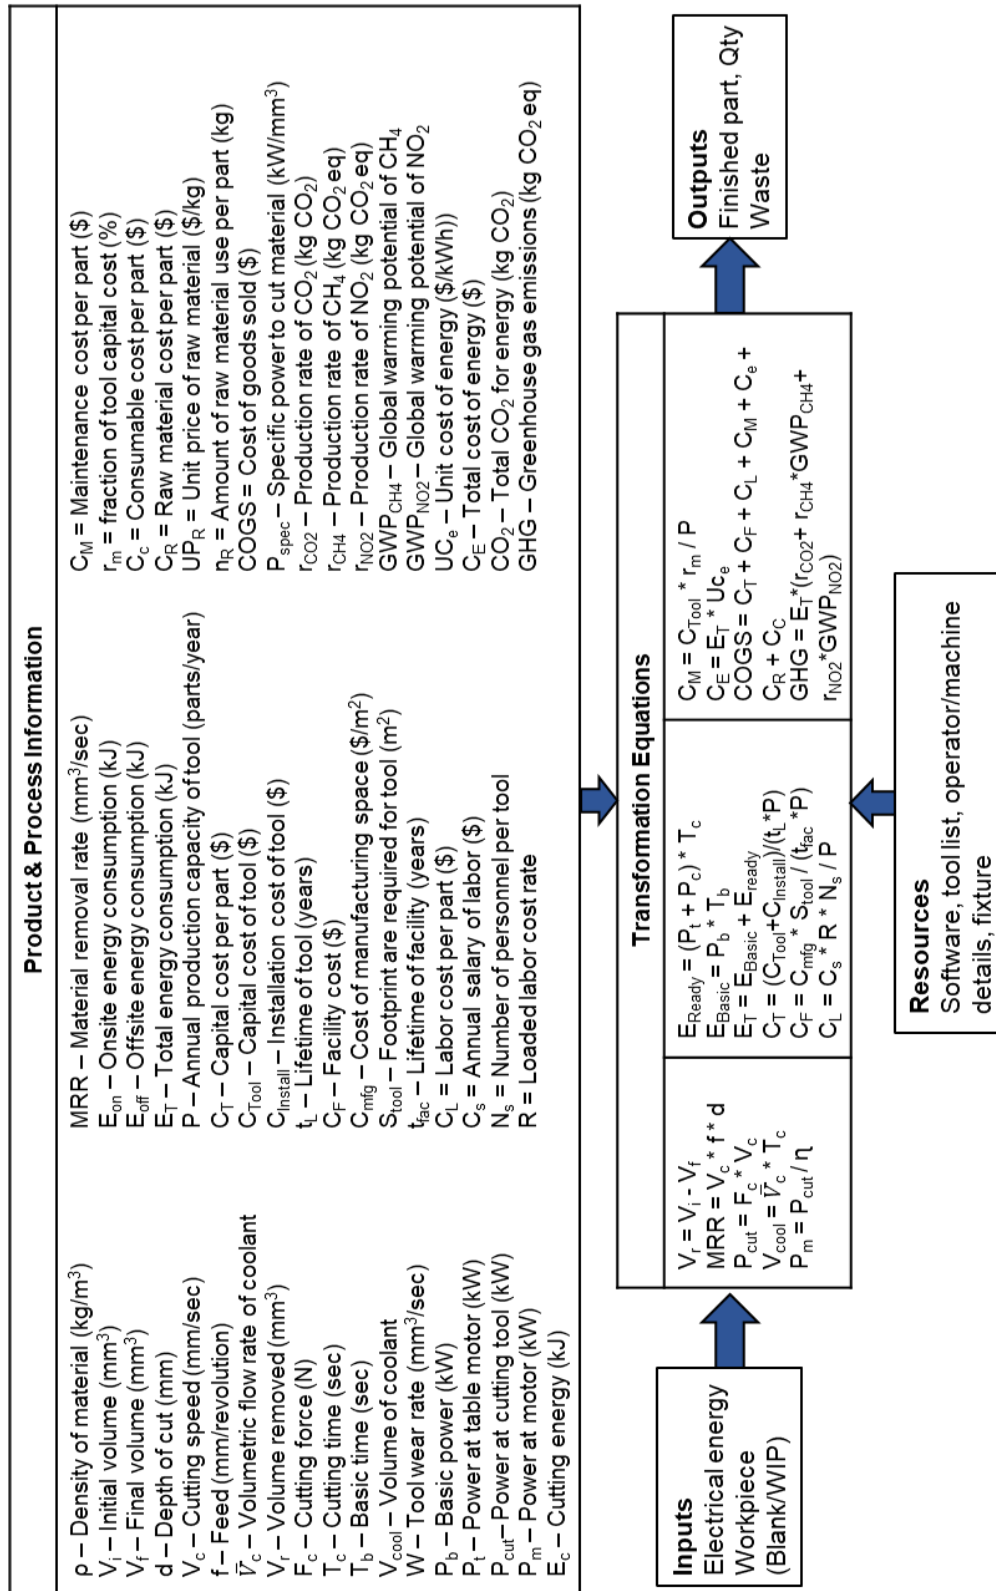 Product & Process Information
ρ – Density of material (kg/m³)
Vᵢ – Initial volume (mm³)
V_f – Final volume (mm³)
d – Depth of cut (mm)
V_c – Cutting speed (mm/sec)
f – Feed (mm/revolution)
V̄_c – Volumetric flow rate of coolant
V_r – Volume removed (mm³)
F_c – Cutting force (N)
T_c – Cutting time (sec)
T_b – Basic time (sec)
V_cool – Volume of coolant
W – Tool wear rate (mm³/sec)
P_b – Basic power (kW)
P_t – Power at table motor (kW)
P_cut – Power at cutting tool (kW)
P_m – Power at motor (kW)
E_c – Cutting energy (kJ)
MRR – Material removal rate (mm³/sec)
E_on – Onsite energy consumption (kJ)
E_off – Offsite energy consumption (kJ)
E_T – Total energy consumption (kJ)
P – Annual production capacity of tool (parts/year)
C_T – Capital cost per part ($)
C_Tool – Capital cost of tool ($)
C_Install – Installation cost of tool ($)
t_L – Lifetime of tool (years)
C_F – Facility cost ($)
C_mfg – Cost of manufacturing space ($/m²)
S_tool – Footprint are required for tool (m²)
t_fac – Lifetime of facility (years)
C_L = Labor cost per part ($)
C_s = Annual salary of labor ($)
N_s = Number of personnel per tool
R = Loaded labor cost rate
C_M = Maintenance cost per part ($)
r_m = fraction of tool capital cost (%)
C_c = Consumable cost per part ($)
C_R = Raw material cost per part ($)
UP_R = Unit price of raw material ($/kg)
n_R = Amount of raw material use per part (kg)
COGS = Cost of goods sold ($)
P_spec – Specific power to cut material (kW/mm³)
r_CO2 – Production rate of CO₂ (kg CO₂)
r_CH4 – Production rate of CH₄ (kg CO₂ eq)
r_NO2 – Production rate of NO₂ (kg CO₂ eq)
GWP_CH4 – Global warming potential of CH₄
GWP_NO2 – Global warming potential of NO₂
UC_e – Unit cost of energy ($/kWh))
C_E – Total cost of energy ($)
CO₂ – Total CO₂ for energy (kg CO₂)
GHG – Greenhouse gas emissions (kg CO₂ eq)
Inputs
Electrical energy
Workpiece
(Blank/WIP)
Transformation Equations
V_r = V_i - V_f
MRR = V_c * f * d
P_cut = F_c * V_c
V_cool = V̄_c * T_c
P_m = P_cut / η
E_Ready = (P_t + P_c) * T_c
E_Basic = P_b * T_b
E_T = E_Basic + E_ready
C_T = (C_Tool+C_Install)/(t_L*P)
C_F = C_mfg * S_tool / (t_fac *P)
C_L = C_s * R * N_s / P
C_M = C_Tool * r_m / P
C_E = E_T * Uc_e
COGS = C_T + C_F + C_L + C_M + C_e +
C_R + C_C
GHG = E_T*(r_CO2+ r_CH4*GWP_CH4+
r_NO2*GWP_NO2)
Outputs
Finished part, Qty
Waste
Resources
Software, tool list, operator/machine
details, fixture